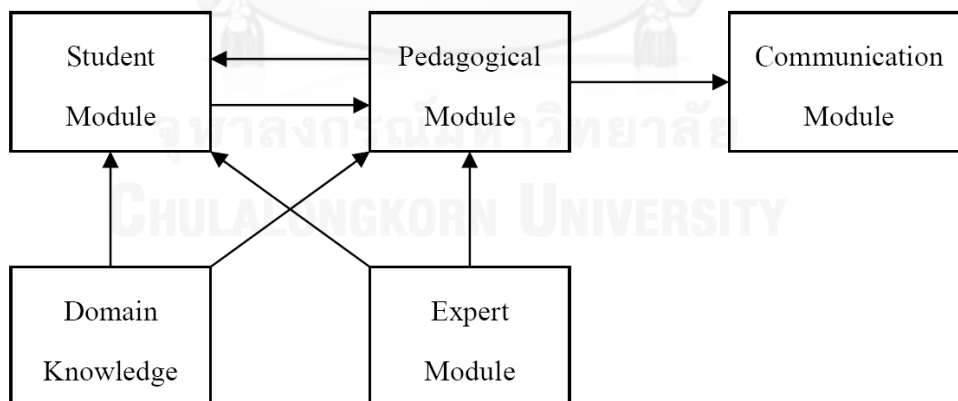 Student
Module
Pedagogical
Module
Communication
Module
จุฬาลงกรณ์มหาวิทยาลัย
CHULALONGKORN UNIVERSITY
Domain
Knowledge
Expert
Module